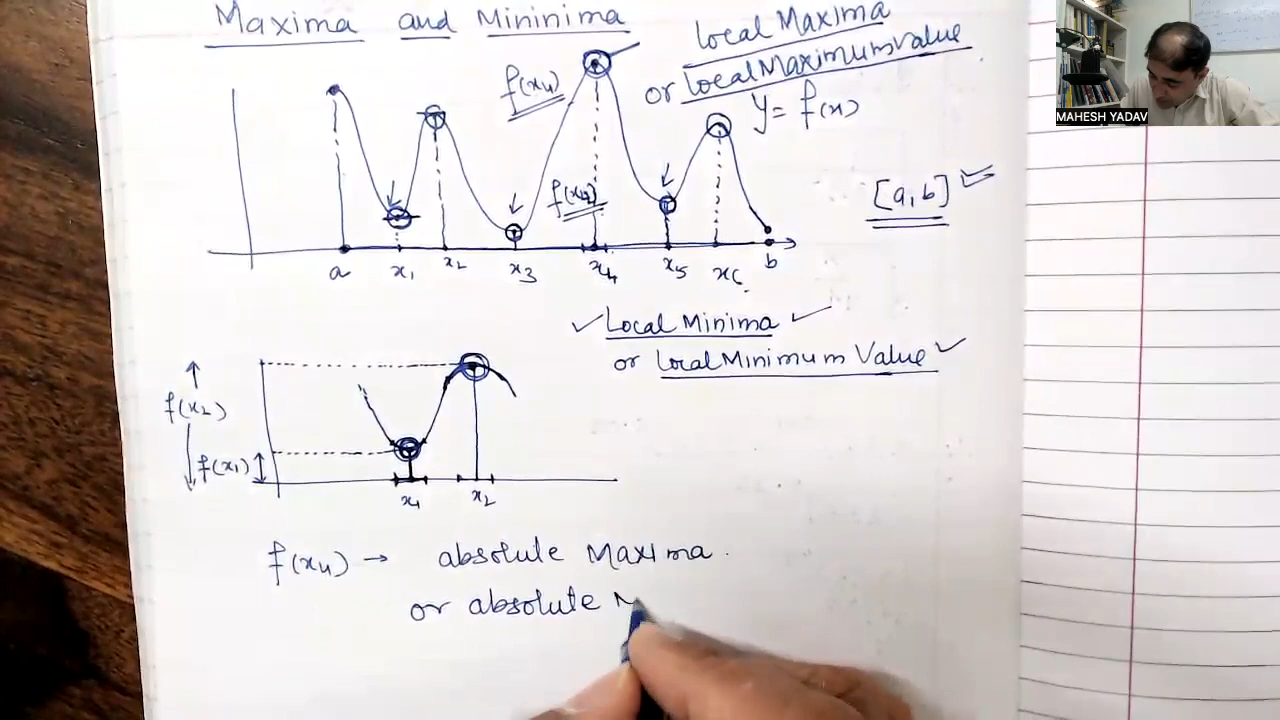 Maxima and Mininima
local Maxima
or local Maximum value
f(x4)
y = f(x)
f(x4)
[a, b]
a x1 x2 x3 x4 x5 x6 b
Local Minima
or local Minimum Value
f(x2)
f(x1)
x1 x2
f(x4) → absolute Maxima.
or absolute M
MAHESH YADAV